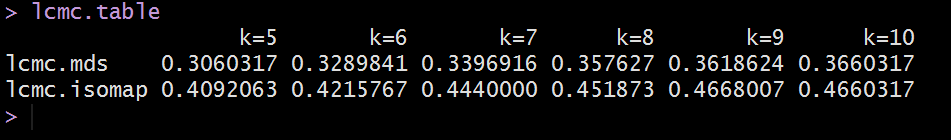 > lcmc.table
k=5 k=6 k=7 k=8 k=9 k=10
lcmc.mds 0.3060317 0.3289841 0.3396916 0.357627 0.3618624 0.3660317
lcmc.isomap 0.4092063 0.4215767 0.4440000 0.451873 0.4668007 0.4660317
>